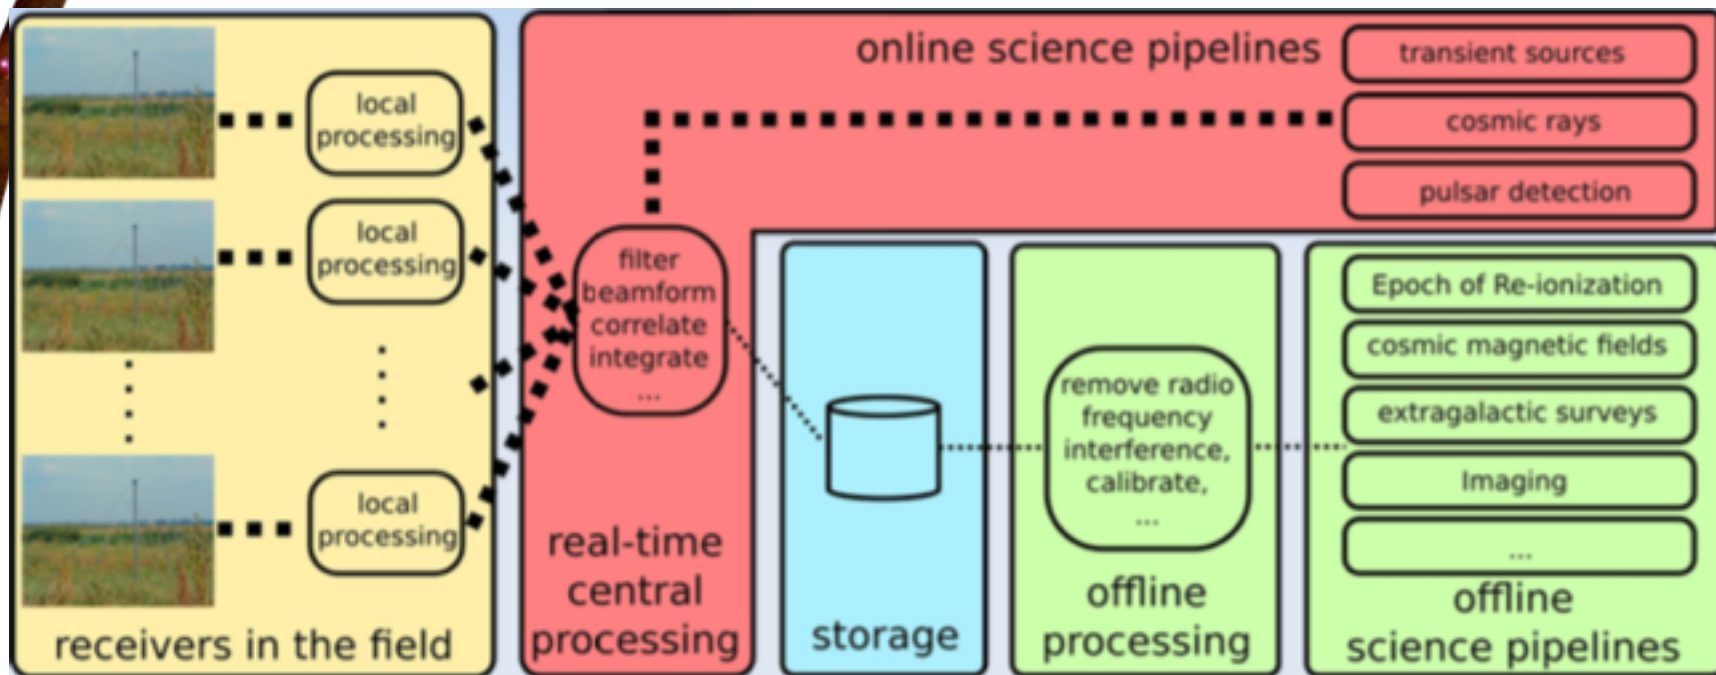 local
processing
local
processing
local
processing
receivers in the field
filter
beamform
correlate
integrate
...
real-time
central
processing
online science pipelines
transient sources
cosmic rays
pulsar detection
storage
remove radio
frequency
interference,
calibrate,
...
offline
processing
Epoch of Re-ionization
cosmic magnetic fields
extragalactic surveys
Imaging
...
offline
science pipelines